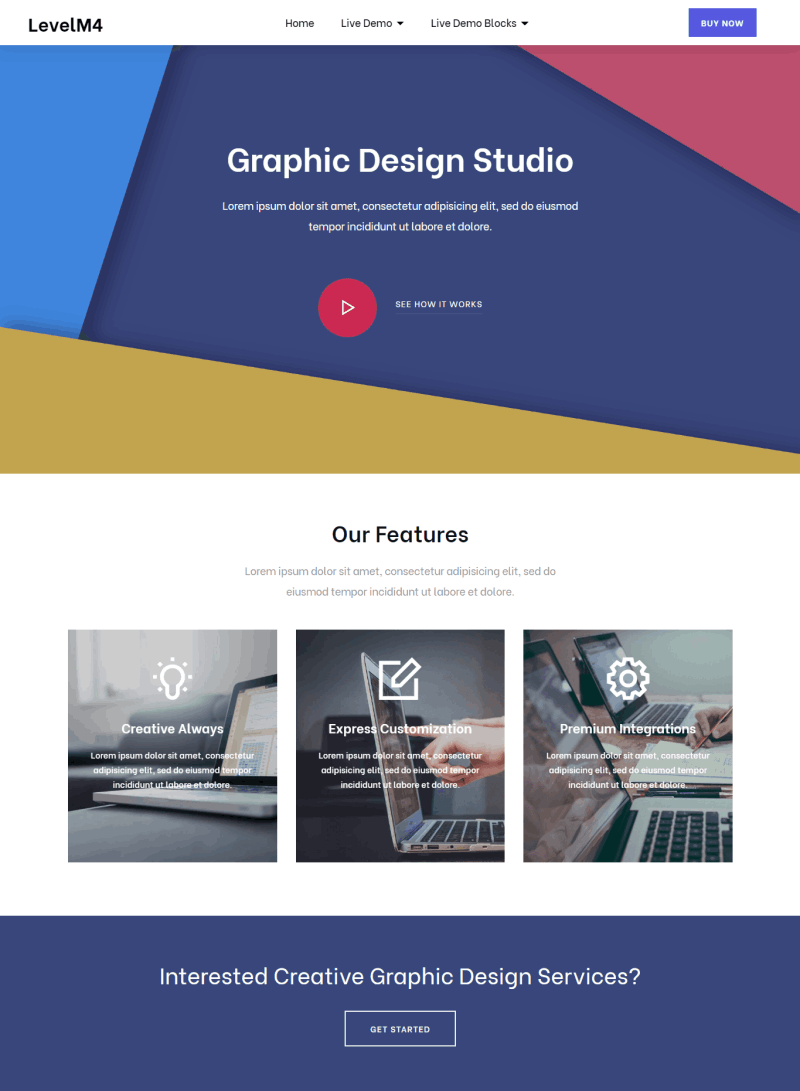 LevelM4
Home
Live Demo
Live Demo Blocks
BUY NOW
Graphic Design Studio
Lorem ipsum dolor sit amet, consectetur adipisicing elit, sed do eiusmod
tempor incididunt ut labore et dolore.
SEE HOW IT WORKS
Our Features
Lorem ipsum dolor sit amet, consectetur adipisicing elit, sed do
eiusmod tempor incididunt ut labore et dolore.
Creative Always
Lorem ipsum dolor sit amet, consectetur
adipisicing elit, sed do eiusmod tempor
incididunt ut labore et dolore.
Express Customization
Lorem ipsum dolor sit amet, consectetur
adipisicing elit, sed do eiusmod tempor
incididunt ut labore et dolore.
Premium Integrations
Lorem ipsum dolor sit amet, consectetur
adipisicing elit, sed do eiusmod tempor
incididunt ut labore et dolore.
Interested Creative Graphic Design Services?
GET STARTED